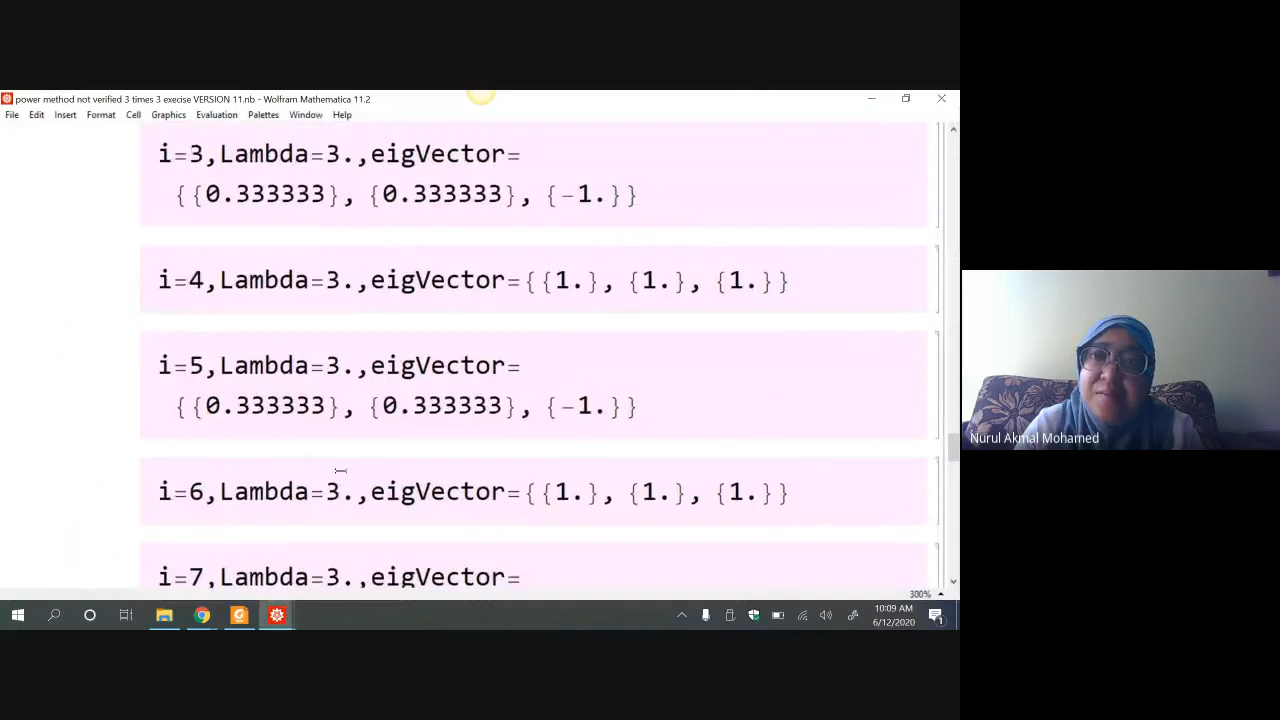 power method not verified 3 times 3 execise VERSION 11.nb - Wolfram Mathematica 11.2
File Edit Insert Format Cell Graphics Evaluation Palettes Window Help
i=3,Lambda=3.,eigVector=
{{0.333333}, {0.333333}, {-1.}}
i=4,Lambda=3.,eigVector={{1.}, {1.}, {1.}}
i=5,Lambda=3.,eigVector=
{{0.333333}, {0.333333}, {-1.}}
i=6,Lambda=3.,eigVector={{1.}, {1.}, {1.}}
i=7,Lambda=3.,eigVector=
300%
10:09 AM
6/12/2020
Nurul Akmal Mohamed